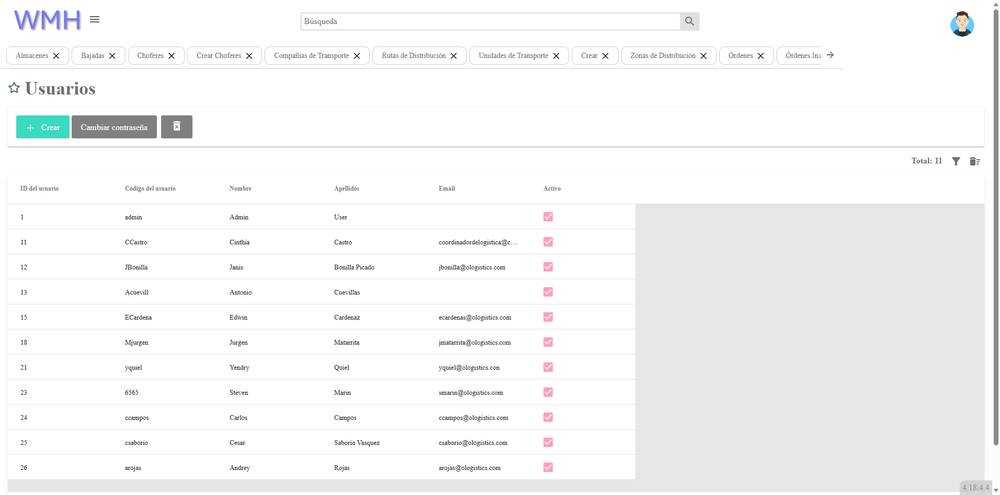 WMH
Búsqueda
Almacenes Bajadas Choferes Crear Choferes Compañías de Transporte Rutas de Distribución Unidades de Transporte Crear Zonas de Distribución Órdenes Órdenes Inac
Usuarios
Crear Cambiar contraseña
Total: 11
ID del usuario Código del usuario Nombre Apellidos Email Activo
1 admin Admin User
11 CCastro Cinthia Castro coordinadordelogistica@c...
12 JBonilla Janis Bonilla Picado jbonilla@ologistics.com
13 Acuevill Antonio Cuevillas
15 ECardena Edwin Cardenaz ecardenas@ologistics.com
18 Mjurgen Jurgen Matarrita jmatarrita@ologistics.com
21 yquiel Yendry Quiel yquiel@ologistics.con
23 6565 Steven Marin smarin@ologistics.com
24 ccampos Carlos Campos ccampos@ologistics.com
25 csaborio Cesar Saborio Vasquez csaborio@ologistics.com
26 arojas Andrey Rojas arojas@ologistics.com
4.18.4.4